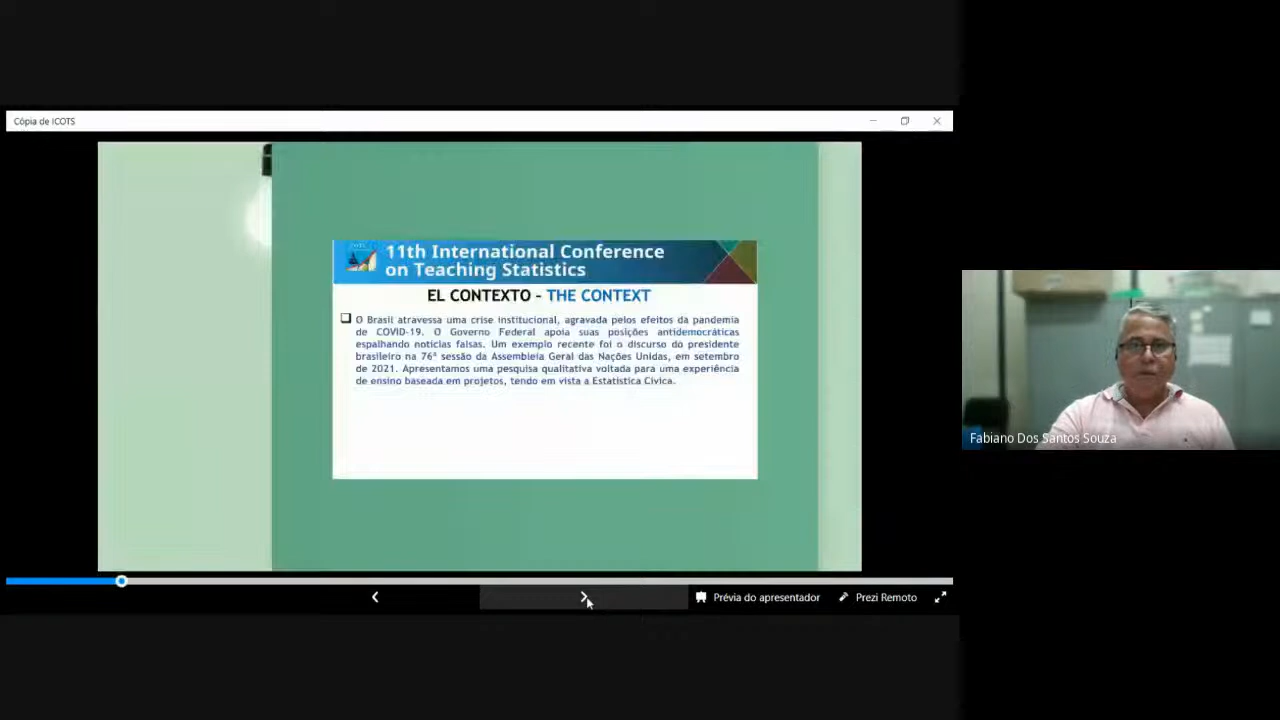 Cópia de ICOTS
11th International Conference
on Teaching Statistics
EL CONTEXTO - THE CONTEXT
O Brasil atravessa uma crise institucional, agravada pelos efeitos da pandemia
de COVID-19. O Governo Federal apoia suas posições antidemocráticas
espalhando notícias falsas. Um exemplo recente foi o discurso do presidente
brasileiro na 76ª sessão da Assembleia Geral das Nações Unidas, em setembro
de 2021. Apresentamos uma pesquisa qualitativa voltada para uma experiência
de ensino baseada em projetos, tendo em vista a Estatística Cívica.
Prévia do apresentador
Prezi Remoto
Fabiano Dos Santos Souza